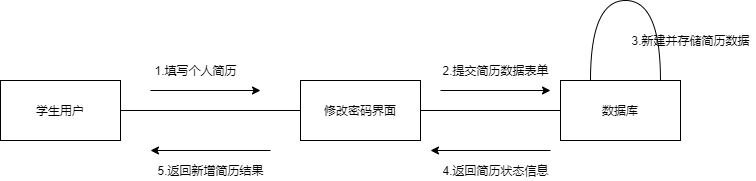 3.新建并存储简历数据
1.填写个人简历
2.提交简历数据表单
学生用户
修改密码界面
数据库
5.返回新增简历结果
4.返回简历状态信息